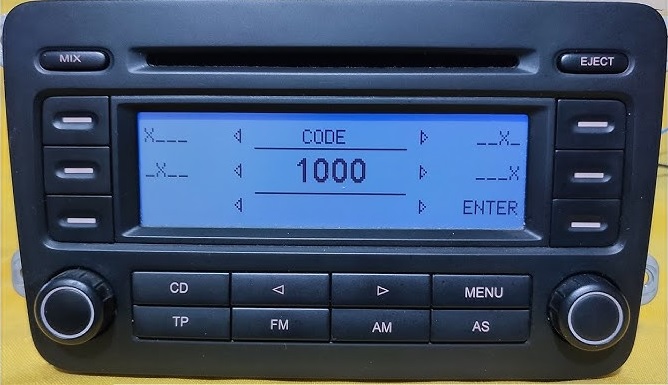 MIX
EJECT
X___ CODE __X_
_X__ 1000 ___X
ENTER
CD MENU
TP FM AM AS